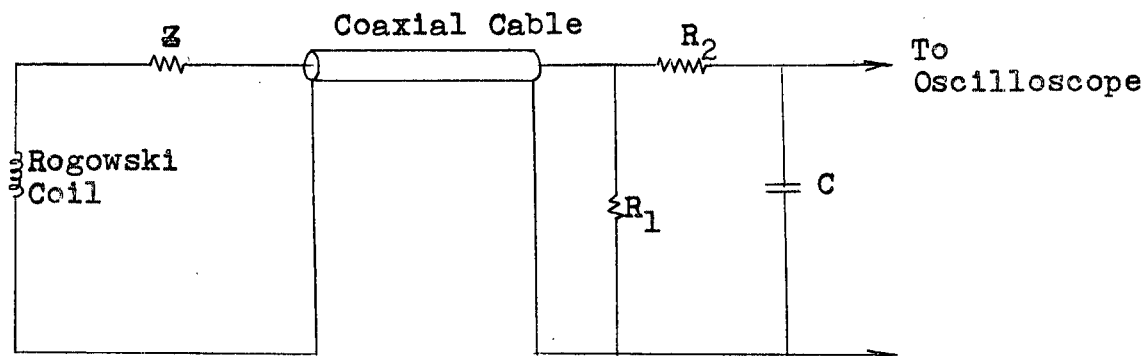 Coaxial Cable
Z
R2
To
Oscilloscope
Rogowski
Coil
R1
C